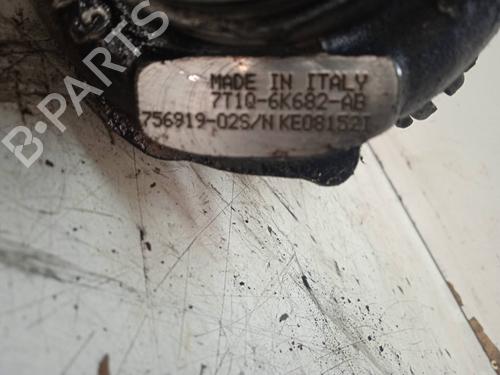 MADE IN ITALY
7T1Q-6K682-AB
756919-02S/N KE08152I
B-PARTS